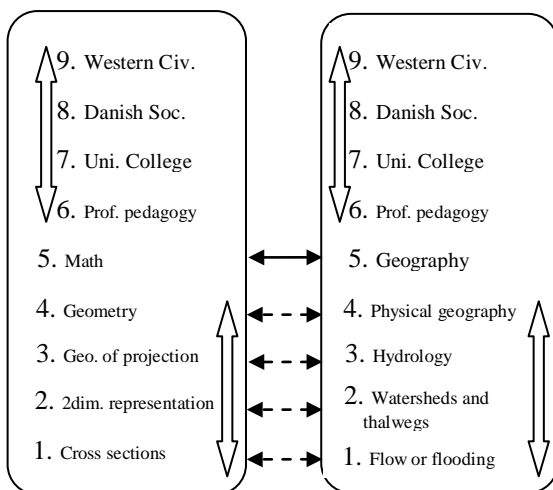 9. Western Civ.
8. Danish Soc.
7. Uni. College
6. Prof. pedagogy
5. Math
4. Geometry
3. Geo. of projection
2. 2dim. representation
1. Cross sections
9. Western Civ.
8. Danish Soc.
7. Uni. College
6. Prof. pedagogy
5. Geography
4. Physical geography
3. Hydrology
2. Watersheds and
thalwegs
1. Flow or flooding